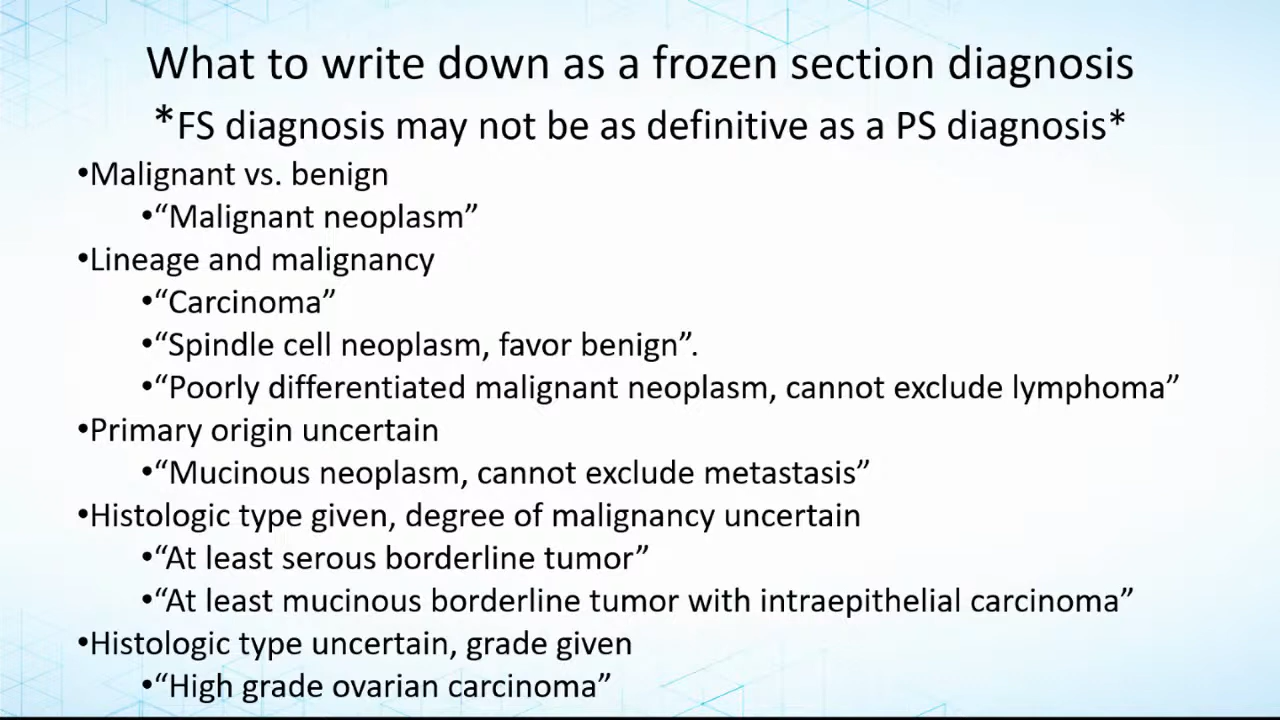 What to write down as a frozen section diagnosis
*FS diagnosis may not be as definitive as a PS diagnosis*
•Malignant vs. benign
•“Malignant neoplasm”
•Lineage and malignancy
•“Carcinoma”
•“Spindle cell neoplasm, favor benign”.
•“Poorly differentiated malignant neoplasm, cannot exclude lymphoma”
•Primary origin uncertain
•“Mucinous neoplasm, cannot exclude metastasis”
•Histologic type given, degree of malignancy uncertain
•“At least serous borderline tumor”
•“At least mucinous borderline tumor with intraepithelial carcinoma”
•Histologic type uncertain, grade given
•“High grade ovarian carcinoma”